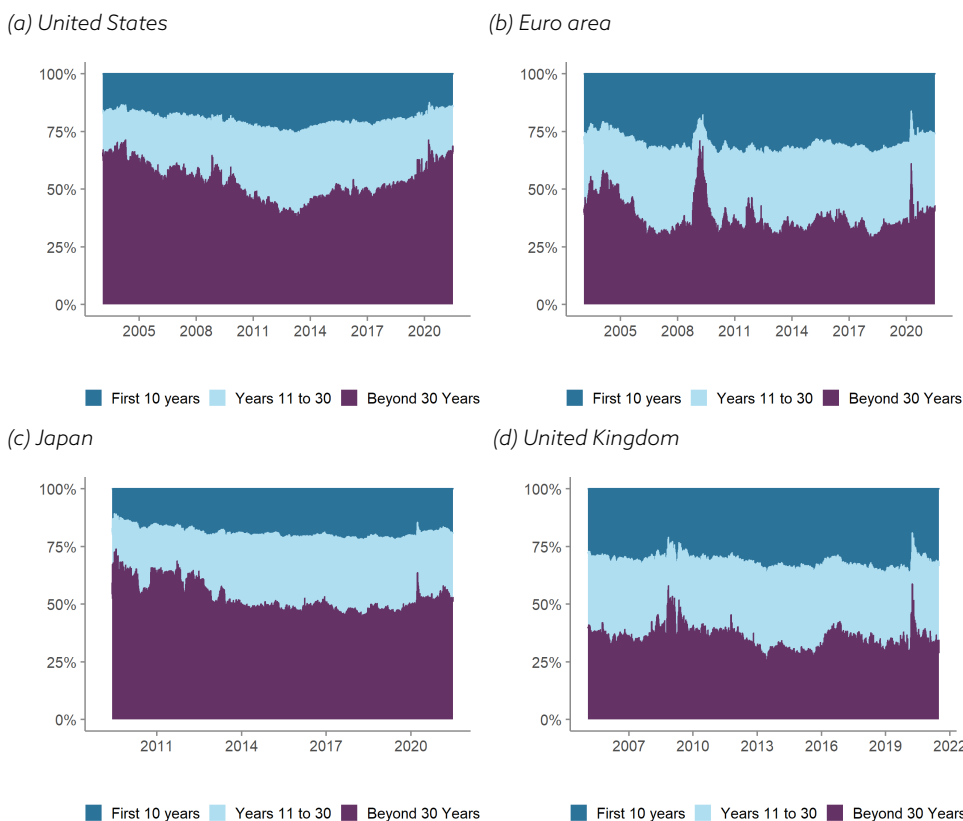 (a) United States
(b) Euro area
100%
75%
50%
25%
0%
2005 2008 2011 2014 2017 2020
First 10 years Years 11 to 30 Beyond 30 Years
100%
75%
50%
25%
0%
2005 2008 2011 2014 2017 2020
First 10 years Years 11 to 30 Beyond 30 Years
(c) Japan
(d) United Kingdom
100%
75%
50%
25%
0%
2011 2014 2017 2020
First 10 years Years 11 to 30 Beyond 30 Years
100%
75%
50%
25%
0%
2007 2010 2013 2016 2019 2022
First 10 years Years 11 to 30 Beyond 30 Years